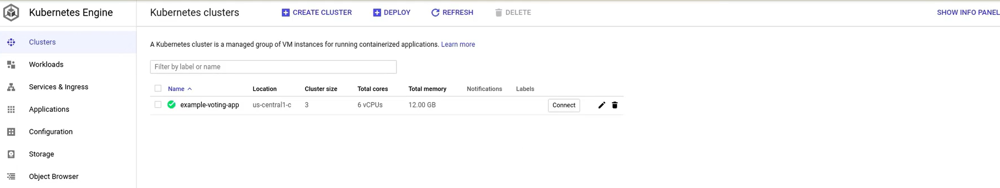 Kubernetes Engine
Kubernetes clusters
CREATE CLUSTER
DEPLOY
REFRESH
DELETE
SHOW INFO PANEL
Clusters
Workloads
Services & Ingress
Applications
Configuration
Storage
Object Browser
A Kubernetes cluster is a managed group of VM instances for running containerized applications. Learn more
Filter by label or name
Name Location Cluster size Total cores Total memory Notifications Labels
example-voting-app us-central1-c 3 6 vCPUs 12.00 GB Connect